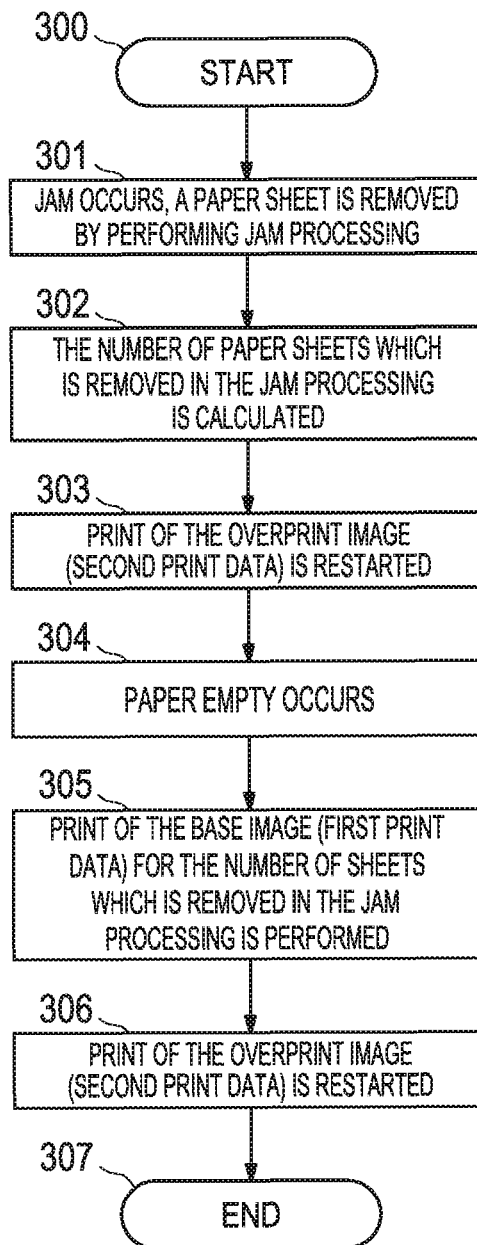 300
START
301
JAM OCCURS, A PAPER SHEET IS REMOVED
BY PERFORMING JAM PROCESSING
302
THE NUMBER OF PAPER SHEETS WHICH
IS REMOVED IN THE JAM PROCESSING
IS CALCULATED
303
PRINT OF THE OVERPRINT IMAGE
(SECOND PRINT DATA) IS RESTARTED
304
PAPER EMPTY OCCURS
305
PRINT OF THE BASE IMAGE (FIRST PRINT
DATA) FOR THE NUMBER OF SHEETS
WHICH IS REMOVED IN THE JAM
PROCESSING IS PERFORMED
306
PRINT OF THE OVERPRINT IMAGE
(SECOND PRINT DATA) IS RESTARTED
307
END